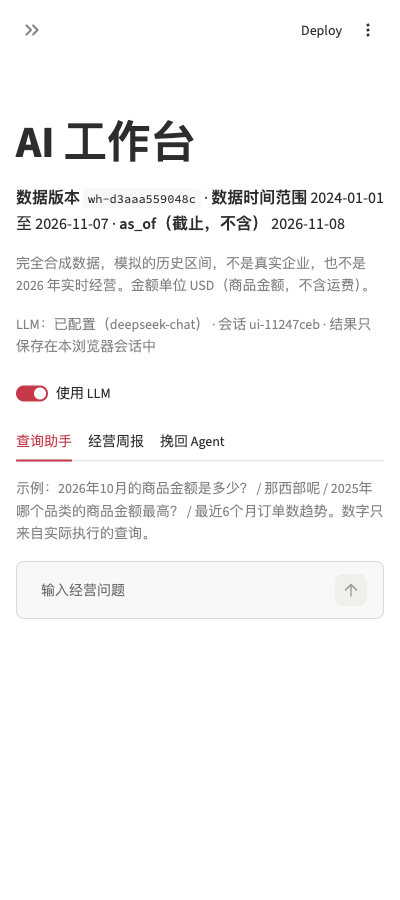 Deploy
AI 工作台
数据版本 wh-d3aaa559048c · 数据时间范围 2024-01-01
至 2026-11-07 · as_of（截止，不含） 2026-11-08
完全合成数据，模拟的历史区间，不是真实企业，也不是
2026 年实时经营。金额单位 USD（商品金额，不含运费）。
LLM：已配置（deepseek-chat） · 会话 ui-11247ceb · 结果只
保存在本浏览器会话中
使用 LLM
查询助手 经营周报 挽回 Agent
示例：2026年10月的商品金额是多少？ / 那西部呢 / 2025年
哪个品类的商品金额最高？ / 最近6个月订单数趋势。数字只
来自实际执行的查询。
输入经营问题